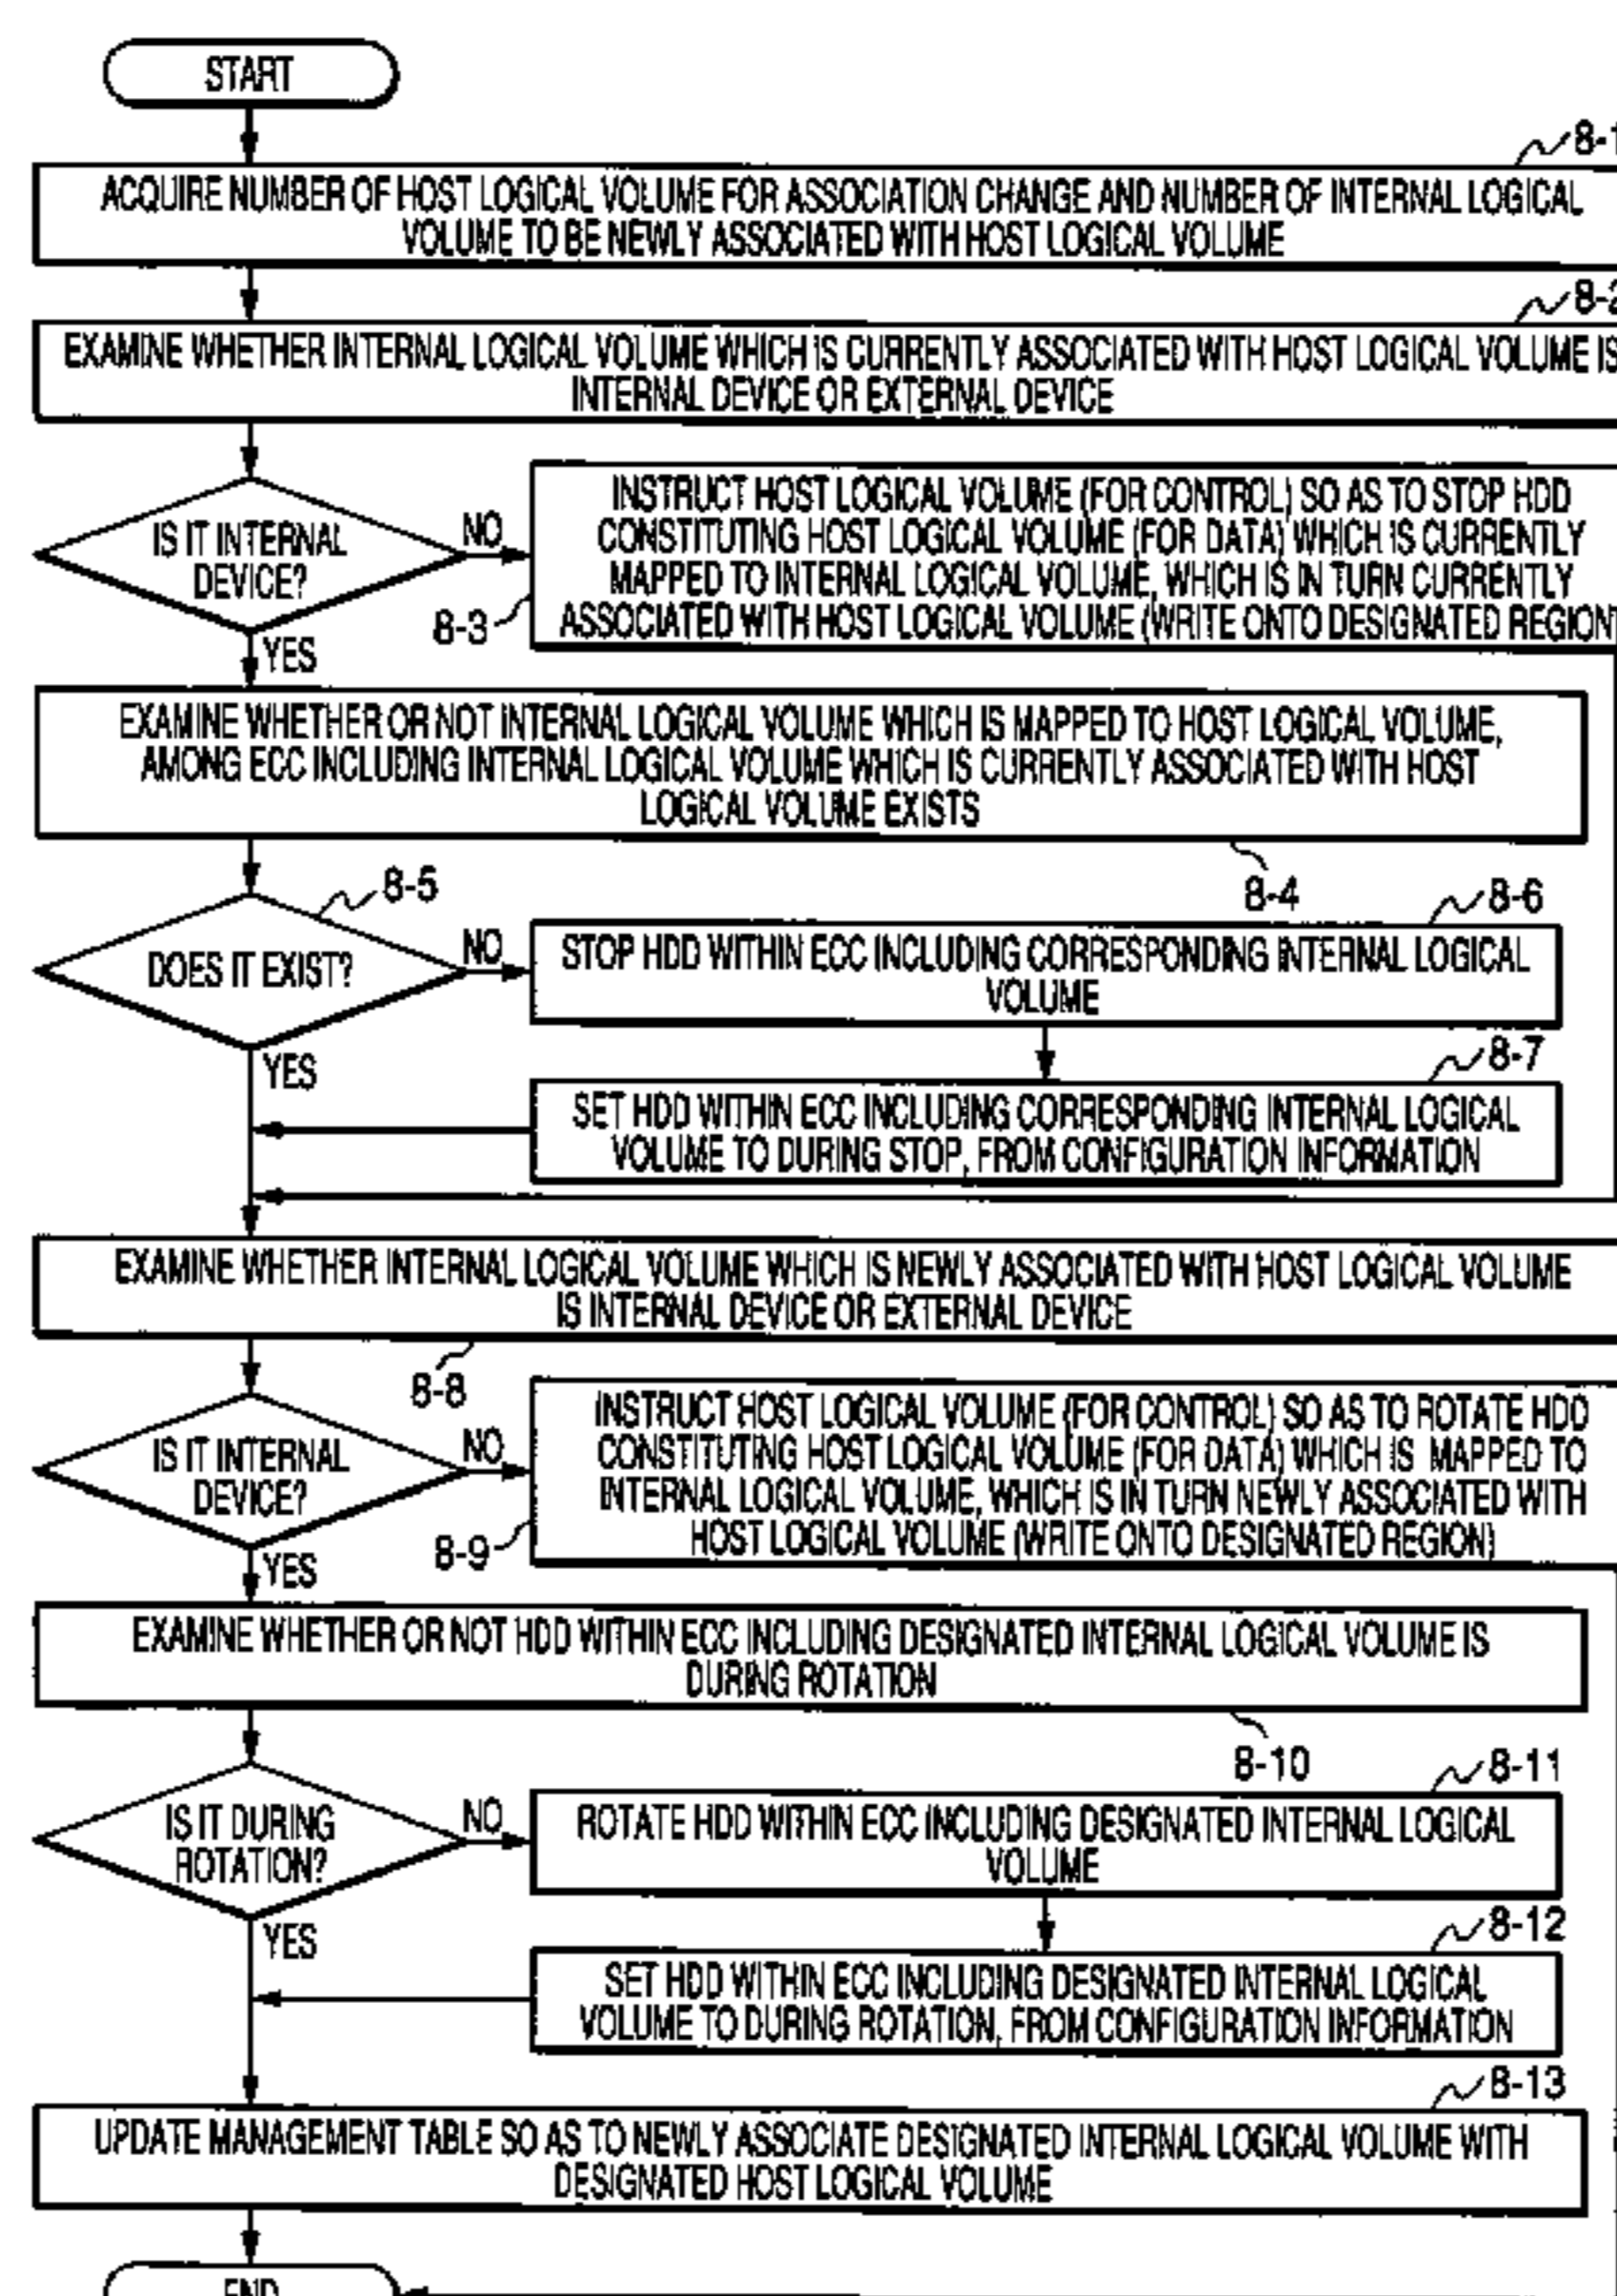 START
8-1
ACQUIRE NUMBER OF HOST LOGICAL VOLUME FOR ASSOCIATION CHANGE AND NUMBER OF INTERNAL LOGICAL
VOLUME TO BE NEWLY ASSOCIATED WITH HOST LOGICAL VOLUME
8-2
EXAMINE WHETHER INTERNAL LOGICAL VOLUME WHICH IS CURRENTLY ASSOCIATED WITH HOST LOGICAL VOLUME IS
INTERNAL DEVICE OR EXTERNAL DEVICE
IS IT INTERNAL
DEVICE?
NO
YES
8-3
INSTRUCT HOST LOGICAL VOLUME (FOR CONTROL) SO AS TO STOP HDD
CONSTITUTING HOST LOGICAL VOLUME (FOR DATA) WHICH IS CURRENTLY
MAPPED TO INTERNAL LOGICAL VOLUME, WHICH IS IN TURN CURRENTLY
ASSOCIATED WITH HOST LOGICAL VOLUME (WRITE ONTO DESIGNATED REGION
EXAMINE WHETHER OR NOT INTERNAL LOGICAL VOLUME WHICH IS MAPPED TO HOST LOGICAL VOLUME,
AMONG ECC INCLUDING INTERNAL LOGICAL VOLUME WHICH IS CURRENTLY ASSOCIATED WITH HOST
LOGICAL VOLUME EXISTS
8-4
8-5
DOES IT EXIST?
NO
YES
8-6
STOP HDD WITHIN ECC INCLUDING CORRESPONDING INTERNAL LOGICAL
VOLUME
8-7
SET HDD WITHIN ECC INCLUDING CORRESPONDING INTERNAL LOGICAL
VOLUME TO DURING STOP, FROM CONFIGURATION INFORMATION
EXAMINE WHETHER INTERNAL LOGICAL VOLUME WHICH IS NEWLY ASSOCIATED WITH HOST LOGICAL VOLUME
IS INTERNAL DEVICE OR EXTERNAL DEVICE
8-8
IS IT INTERNAL
DEVICE?
NO
YES
8-9
INSTRUCT HOST LOGICAL VOLUME (FOR CONTROL) SO AS TO ROTATE HDD
CONSTITUTING HOST LOGICAL VOLUME (FOR DATA) WHICH IS MAPPED TO
INTERNAL LOGICAL VOLUME, WHICH IS IN TURN NEWLY ASSOCIATED WITH
HOST LOGICAL VOLUME (WRITE ONTO DESIGNATED REGION)
EXAMINE WHETHER OR NOT HDD WITHIN ECC INCLUDING DESIGNATED INTERNAL LOGICAL VOLUME IS
DURING ROTATION
8-10
IS IT DURING
ROTATION?
NO
YES
8-11
ROTATE HDD WITHIN ECC INCLUDING DESIGNATED INTERNAL LOGICAL
VOLUME
8-12
SET HDD WITHIN ECC INCLUDING DESIGNATED INTERNAL LOGICAL
VOLUME TO DURING ROTATION, FROM CONFIGURATION INFORMATION
8-13
UPDATE MANAGEMENT TABLE SO AS TO NEWLY ASSOCIATE DESIGNATED INTERNAL LOGICAL VOLUME WITH
DESIGNATED HOST LOGICAL VOLUME
END